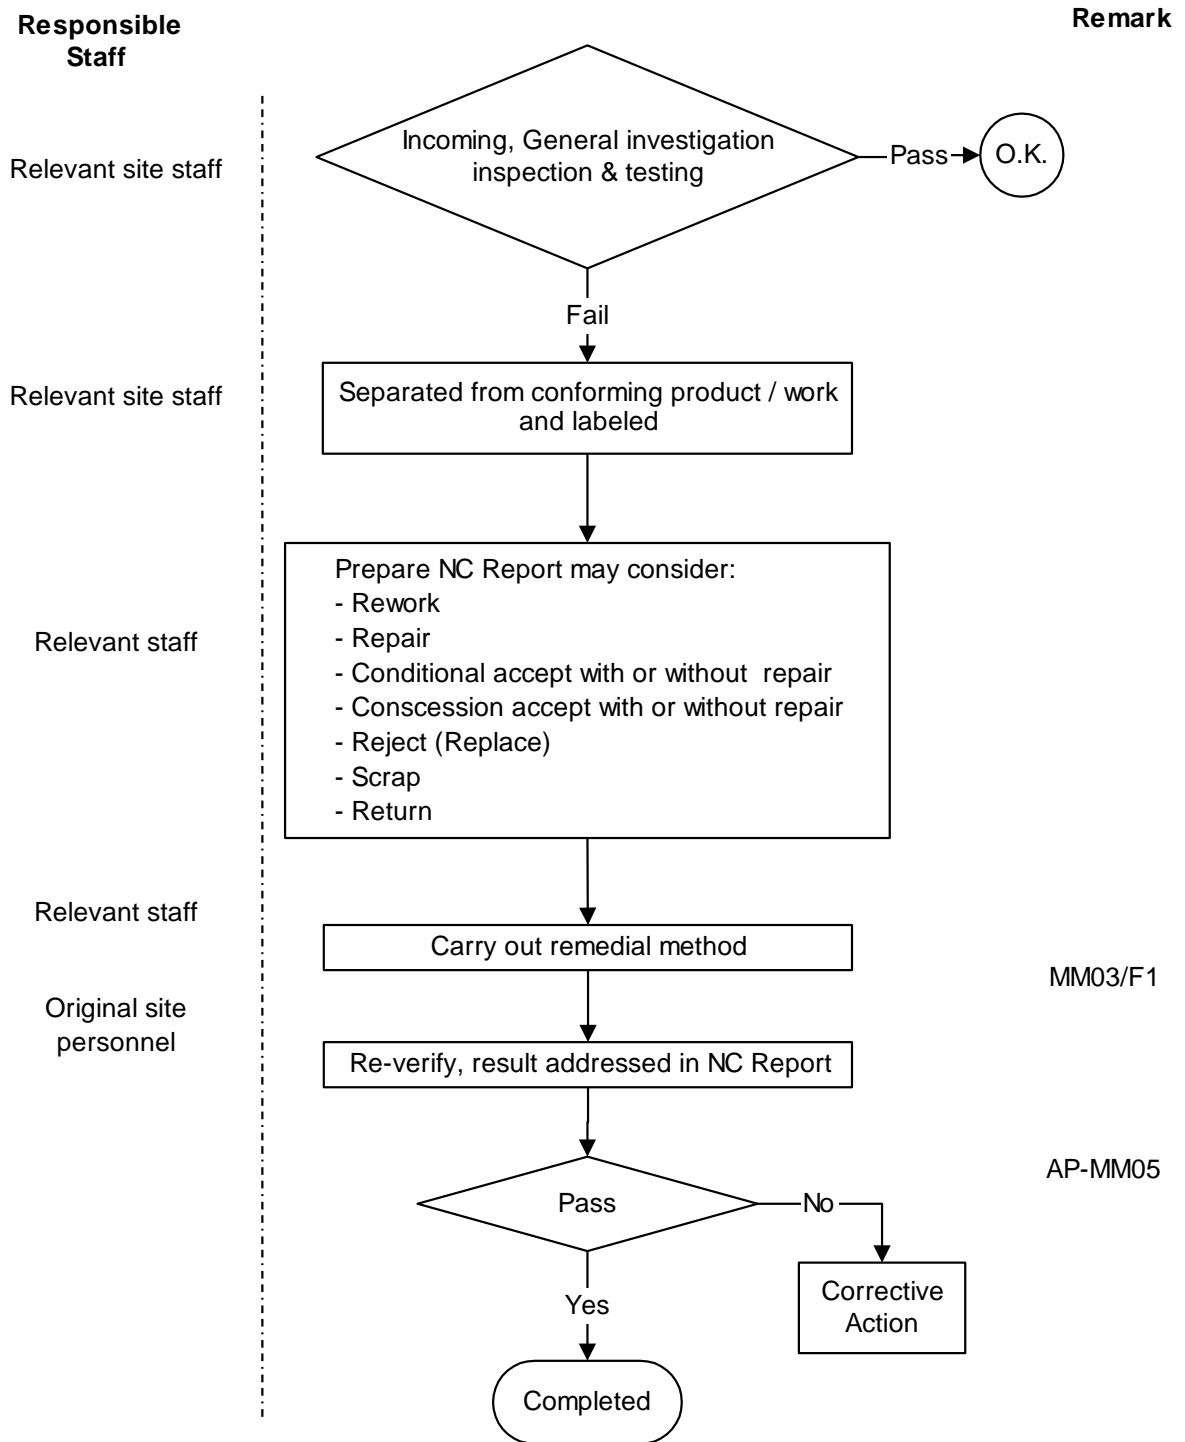 Responsible
Staff
Remark
Relevant site staff
Incoming, General investigation
inspection & testing
Pass
O.K.
Fail
Relevant site staff
Separated from conforming product / work
and labeled
Relevant staff
Prepare NC Report may consider:
- Rework
- Repair
- Conditional accept with or without  repair
- Conscession accept with or without repair
- Reject (Replace)
- Scrap
- Return
Relevant staff
Carry out remedial method
MM03/F1
Original site
personnel
Re-verify, result addressed in NC Report
AP-MM05
Pass
No
Corrective
Action
Yes
Completed